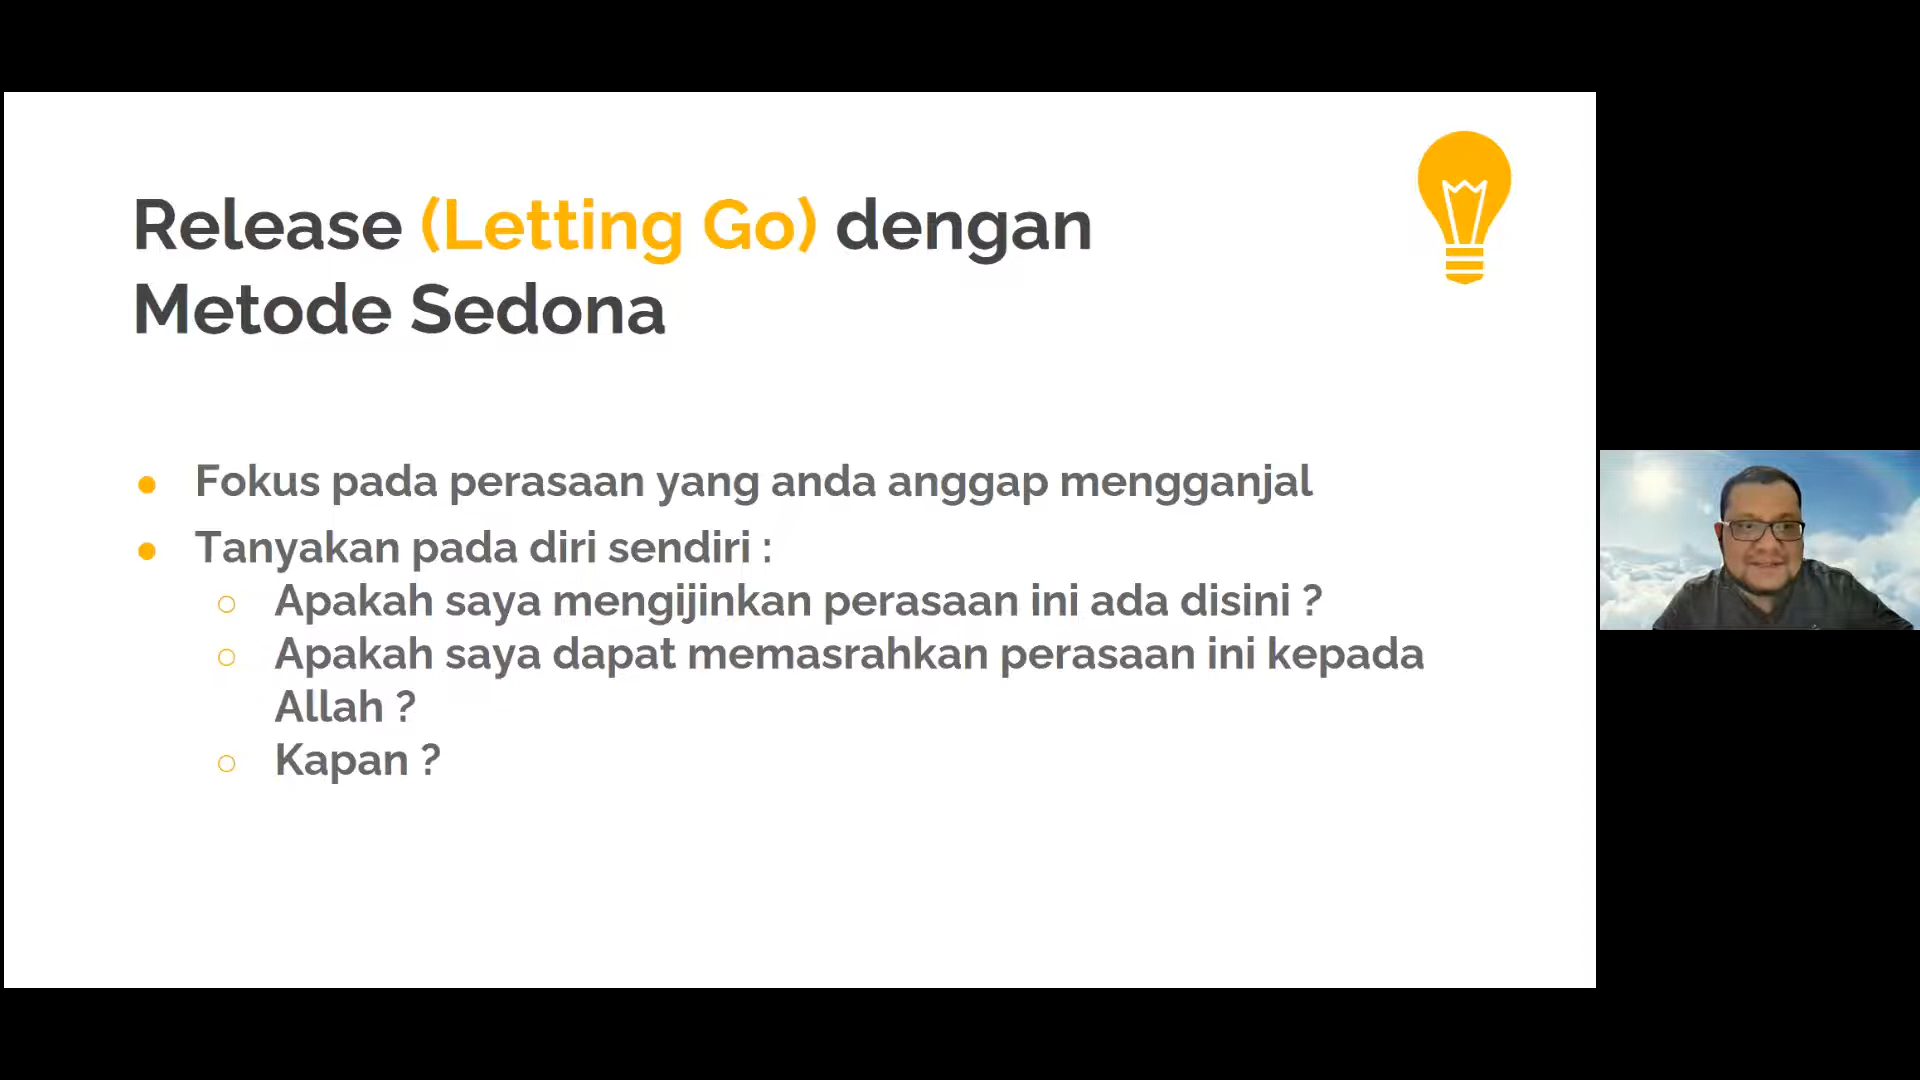 Release (Letting Go) dengan
Metode Sedona
● Fokus pada perasaan yang anda anggap mengganjal
● Tanyakan pada diri sendiri :
○ Apakah saya mengijinkan perasaan ini ada disini ?
○ Apakah saya dapat memasrahkan perasaan ini kepada
Allah ?
○ Kapan ?